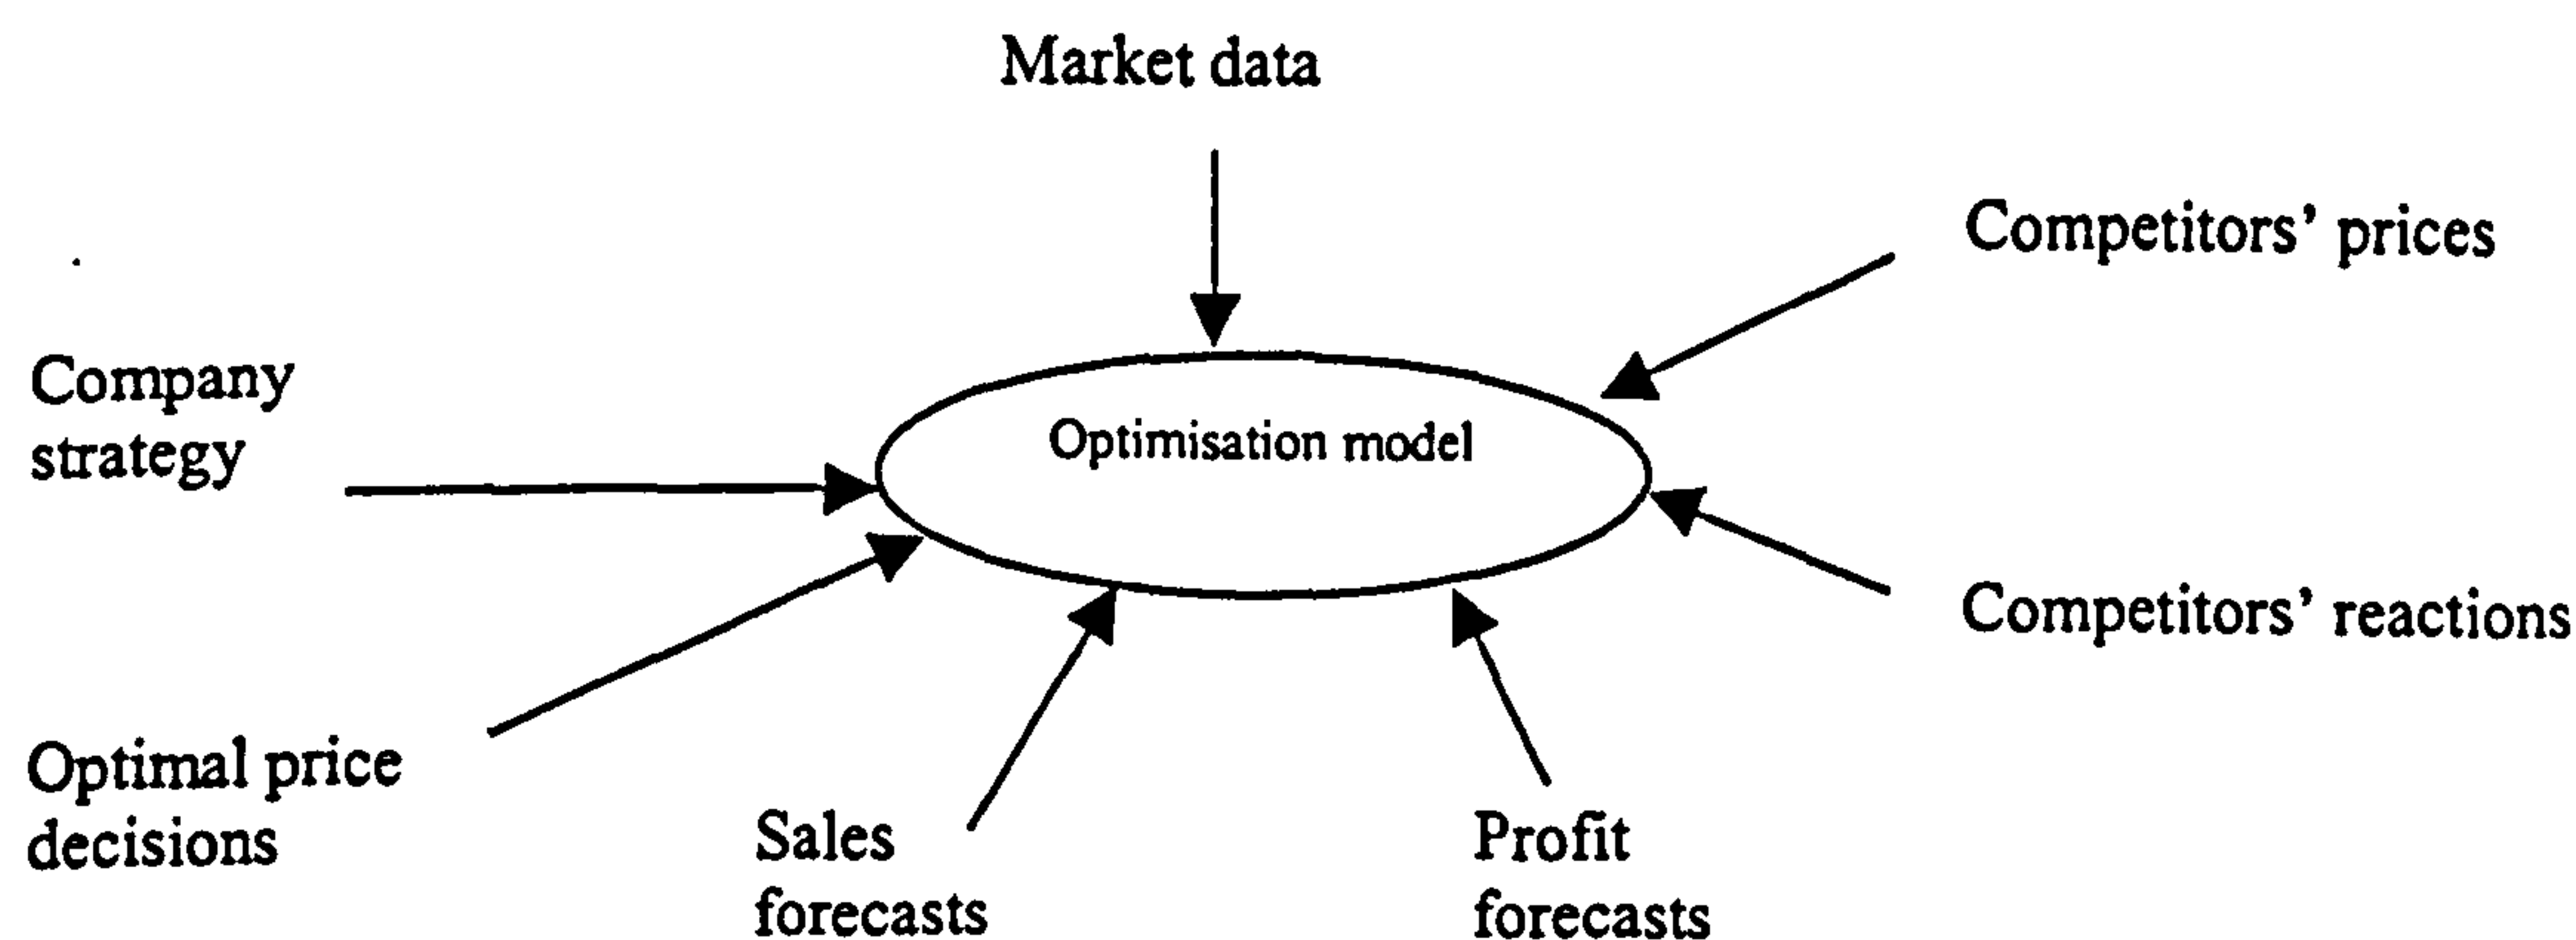 Market data
Competitors’ prices
Company
strategy
Optimisation model
Competitors’ reactions
Optimal price
decisions
Sales
forecasts
Profit
forecasts